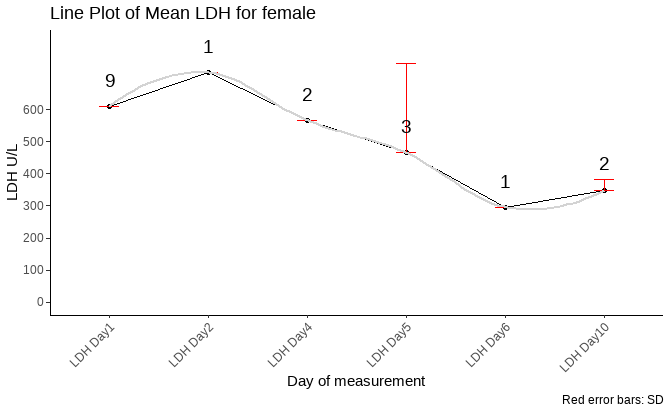 Line Plot of Mean LDH for female
1
9
2
3
1
2
600
500
400
300
200
100
0
LDH U/L
LDH Day1
LDH Day2
LDH Day4
LDH Day5
LDH Day6
LDH Day10
Day of measurement
Red error bars: SD